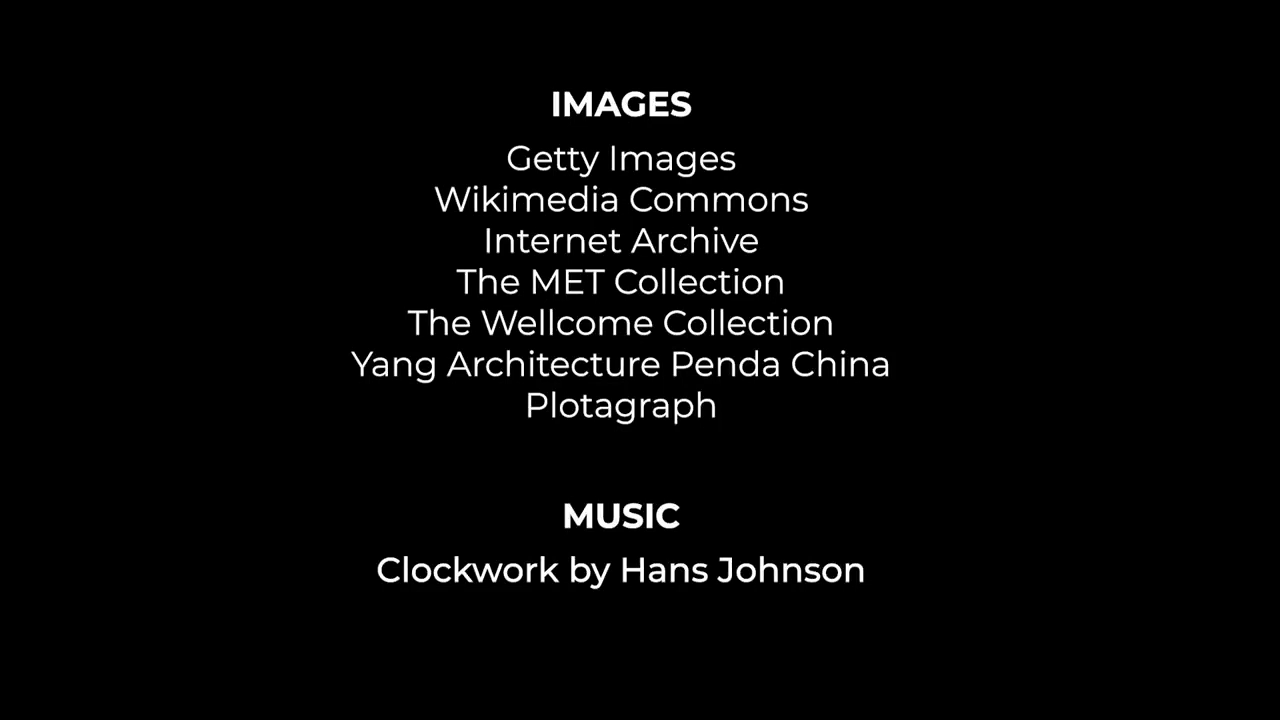 IMAGES
Getty Images
Wikimedia Commons
Internet Archive
The MET Collection
The Wellcome Collection
Yang Architecture Penda China
Plotagraph
MUSIC
Clockwork by Hans Johnson